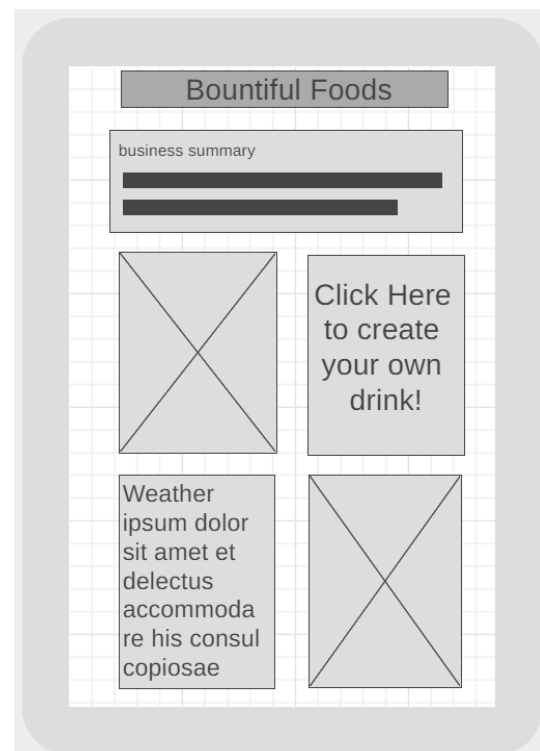 Bountiful Foods
business summary
Click Here
to create
your own
drink!
Weather
ipsum dolor
sit amet et
delectus
accommoda
re his consul
copiosae